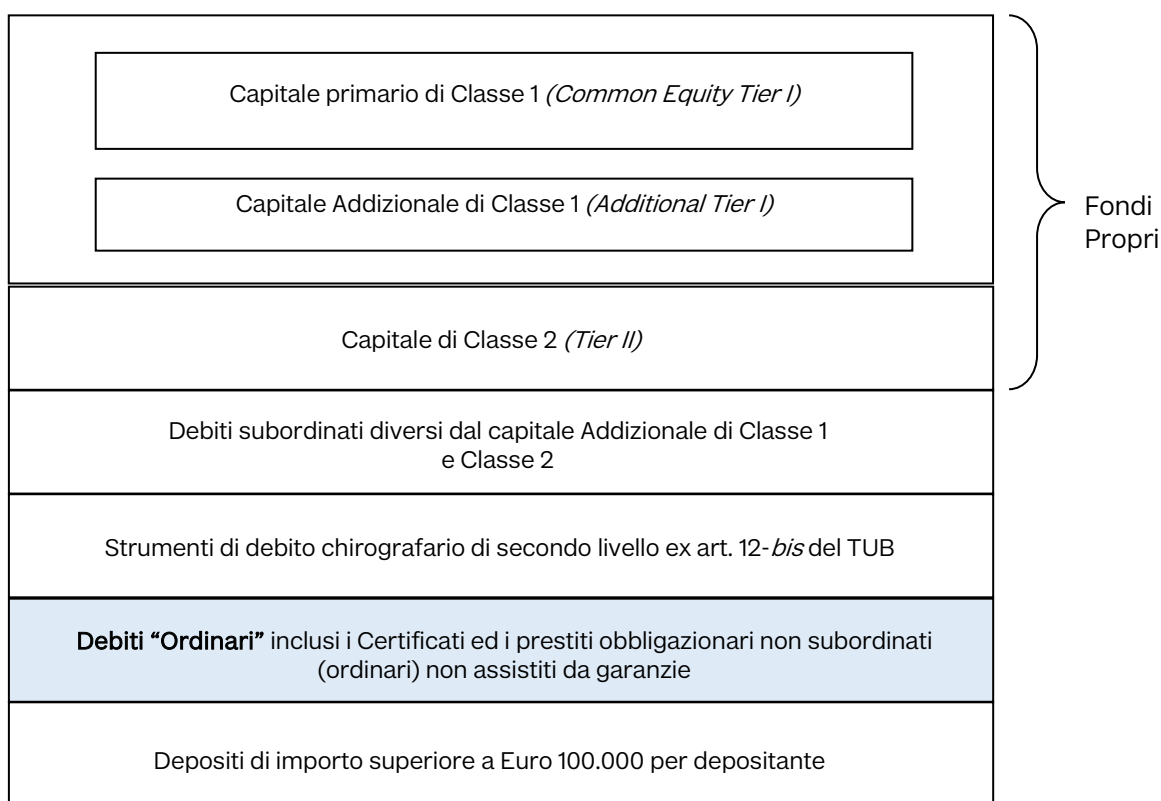 Capitale primario di Classe 1 (Common Equity Tier I)
Capitale Addizionale di Classe 1 (Additional Tier I)
Fondi
Propri
Capitale di Classe 2 (Tier II)
Debiti subordinati diversi dal capitale Addizionale di Classe 1
e Classe 2
Strumenti di debito chirografario di secondo livello ex art. 12-bis del TUB
Debiti “Ordinari” inclusi i Certificati ed i prestiti obbligazionari non subordinati
(ordinari) non assistiti da garanzie
Depositi di importo superiore a Euro 100.000 per depositante